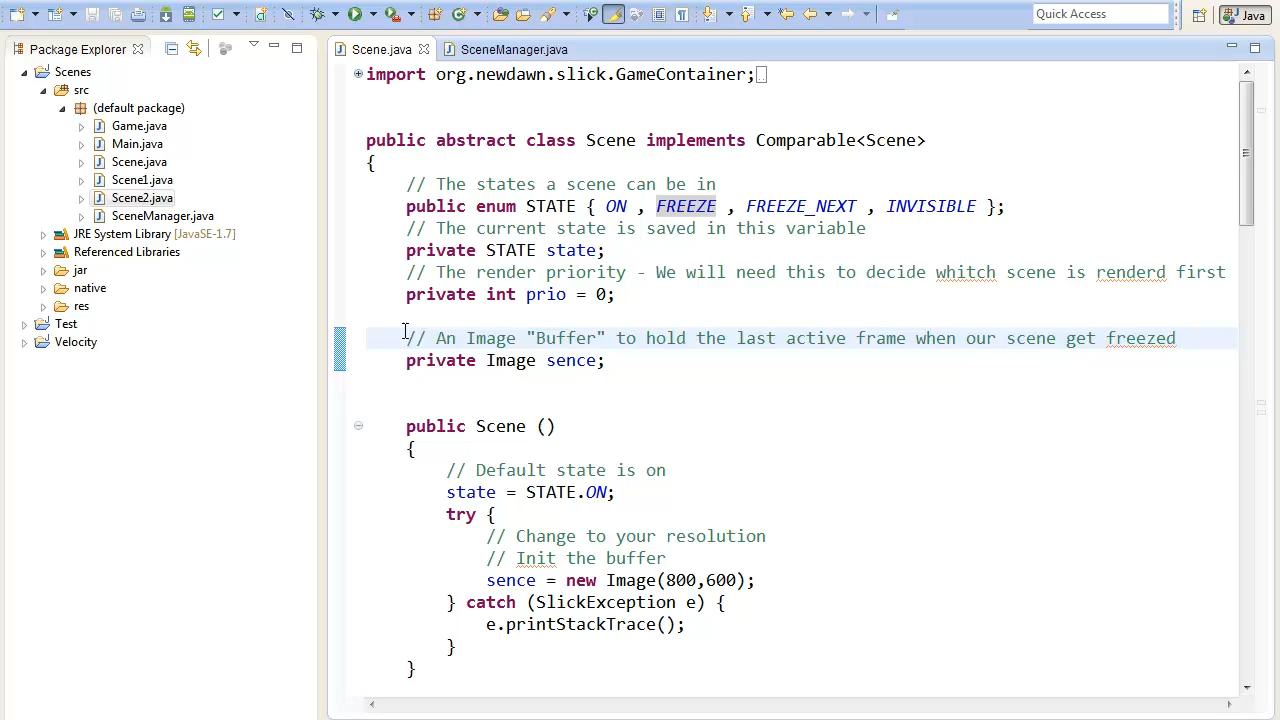 Quick Access
Java
Package Explorer
Scenes
src
(default package)
Game.java
Main.java
Scene.java
Scene1.java
Scene2.java
SceneManager.java
JRE System Library [JavaSE-1.7]
Referenced Libraries
jar
native
res
Test
Velocity
Scene.java
SceneManager.java
import org.newdawn.slick.GameContainer;
public abstract class Scene implements Comparable<Scene>
{
// The states a scene can be in
public enum STATE { ON , FREEZE , FREEZE_NEXT , INVISIBLE };
// The current state is saved in this variable
private STATE state;
// The render priority - We will need this to decide whitch scene is renderd first
private int prio = 0;
// An Image "Buffer" to hold the last active frame when our scene get freezed
private Image sence;
public Scene ()
{
// Default state is on
state = STATE.ON;
try {
// Change to your resolution
// Init the buffer
sence = new Image(800,600);
} catch (SlickException e) {
e.printStackTrace();
}
}